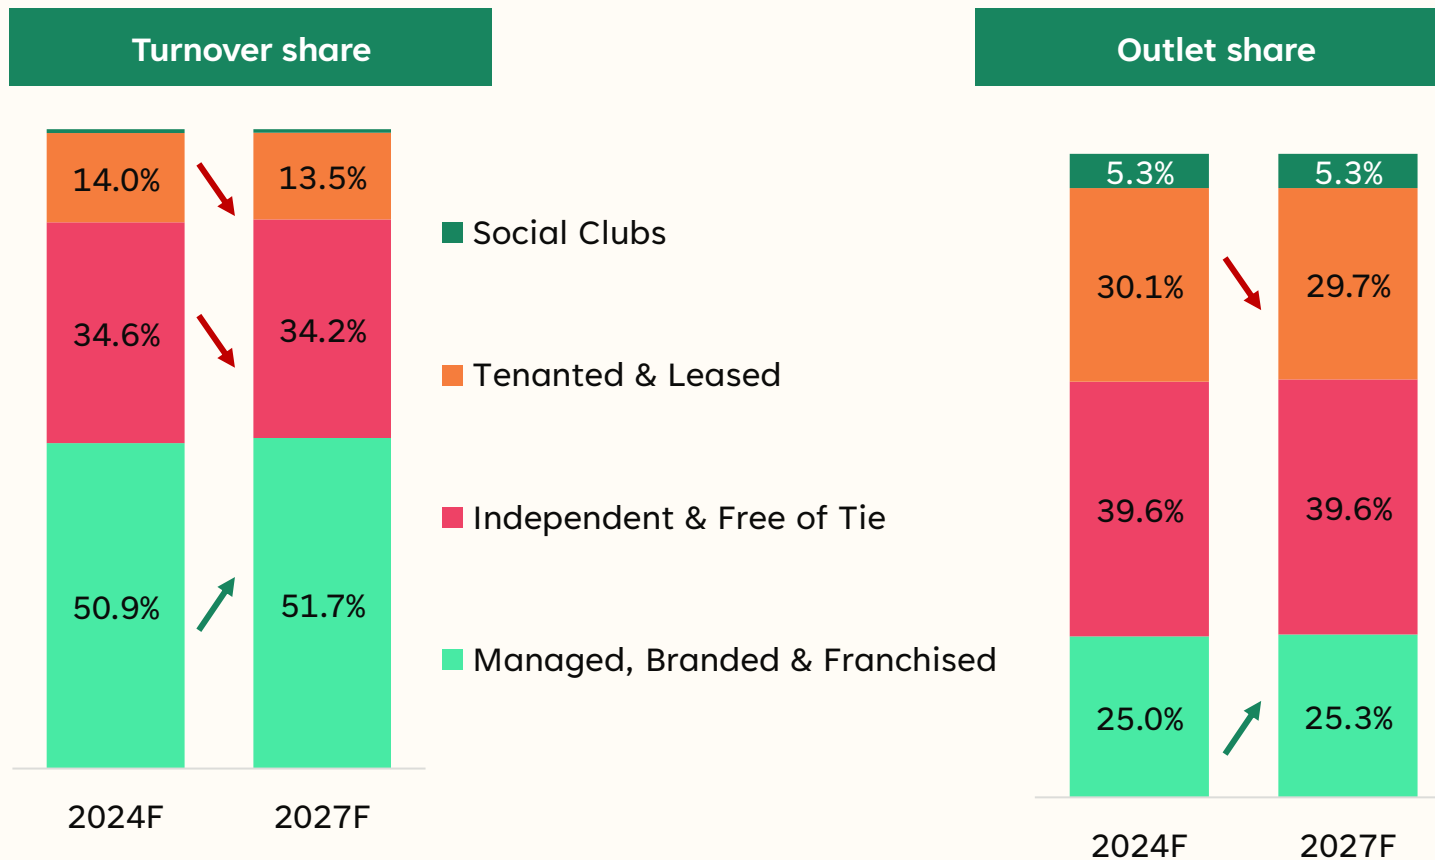 Turnover share
14.0%
13.5%
34.6%
34.2%
50.9%
51.7%
2024F
2027F
Social Clubs
Tenanted & Leased
Independent & Free of Tie
Managed, Branded & Franchised
Outlet share
5.3%
5.3%
30.1%
29.7%
39.6%
39.6%
25.0%
25.3%
2024F
2027F